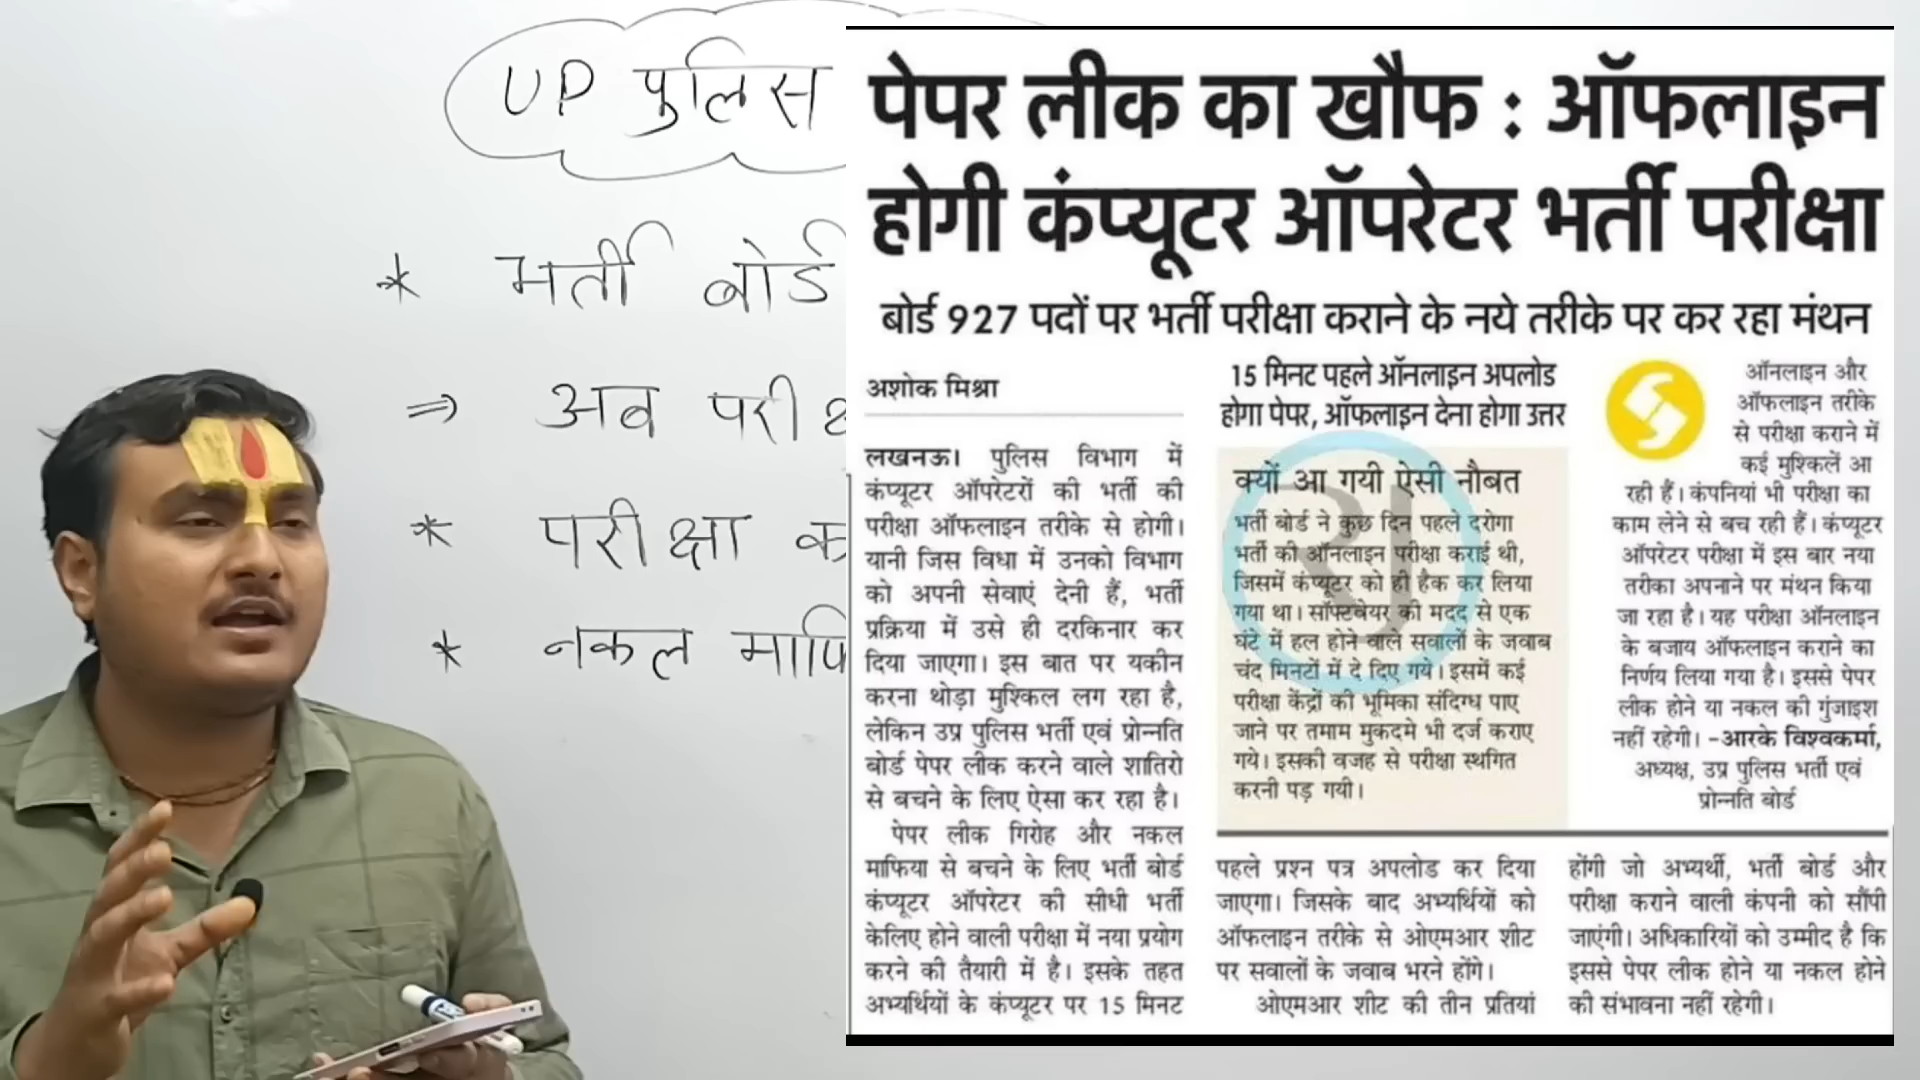 UP पुलिस
* भर्ती बोर्ड
⇒ अब
* परीक्षा
* नकल
पेपर लीक का खौफ : ऑफलाइन
होगी कंप्यूटर ऑपरेटर भर्ती परीक्षा
बोर्ड 927 पदों पर भर्ती परीक्षा कराने के नये तरीके पर कर रहा मंथन
अशोक मिश्रा
लखनऊ। पुलिस विभाग में
कंप्यूटर ऑपरेटरों की भर्ती की
परीक्षा ऑफलाइन तरीके से होगी।
यानी जिस विधा में उनको विभाग
को अपनी सेवाएं देनी हैं, भर्ती
प्रक्रिया में उसे ही दरकिनार कर
दिया जाएगा। इस बात पर यकीन
करना थोड़ा मुश्किल लग रहा है,
लेकिन उप्र पुलिस भर्ती एवं प्रोन्नति
बोर्ड पेपर लीक करने वाले शातिरो
से बचने के लिए ऐसा कर रहा है।
पेपर लीक गिरोह और नकल
माफिया से बचने के लिए भर्ती बोर्ड
कंप्यूटर ऑपरेटर की सीधी भर्ती
केलिए होने वाली परीक्षा में नया प्रयोग
करने की तैयारी में है। इसके तहत
अभ्यर्थियों के कंप्यूटर पर 15 मिनट
15 मिनट पहले ऑनलाइन अपलोड
होगा पेपर, ऑफलाइन देना होगा उत्तर
क्यों आ गयी ऐसी नौबत
भर्ती बोर्ड ने कुछ दिन पहले दरोगा
भर्ती की ऑनलाइन परीक्षा कराई थी,
जिसमें कंप्यूटर को ही हैक कर लिया
गया था। सॉफ्टवेयर की मदद से एक
घंटे में हल होने वाले सवालों के जवाब
चंद मिनटों में दे दिए गये। इसमें कई
परीक्षा केंद्रों की भूमिका संदिग्ध पाए
जाने पर तमाम मुकदमे भी दर्ज कराए
गये। इसकी वजह से परीक्षा स्थगित
करनी पड़ गयी।
ऑनलाइन और
ऑफलाइन तरीके
से परीक्षा कराने में
कई मुश्किलें आ
रही हैं। कंपनियां भी परीक्षा का
काम लेने से बच रही हैं। कंप्यूटर
ऑपरेटर परीक्षा में इस बार नया
तरीका अपनाने पर मंथन किया
जा रहा है। यह परीक्षा ऑनलाइन
के बजाय ऑफलाइन कराने का
निर्णय लिया गया है। इससे पेपर
लीक होने या नकल की गुंजाइश
नहीं रहेगी। -आरके विश्वकर्मा,
अध्यक्ष, उप्र पुलिस भर्ती एवं
प्रोन्नति बोर्ड
पहले प्रश्न पत्र अपलोड कर दिया
जाएगा। जिसके बाद अभ्यर्थियों को
ऑफलाइन तरीके से ओएमआर शीट
पर सवालों के जवाब भरने होंगे।
ओएमआर शीट की तीन प्रतियां
होंगी जो अभ्यर्थी, भर्ती बोर्ड और
परीक्षा कराने वाली कंपनी को सौंपी
जाएंगी। अधिकारियों को उम्मीद है कि
इससे पेपर लीक होने या नकल होने
की संभावना नहीं रहेगी।